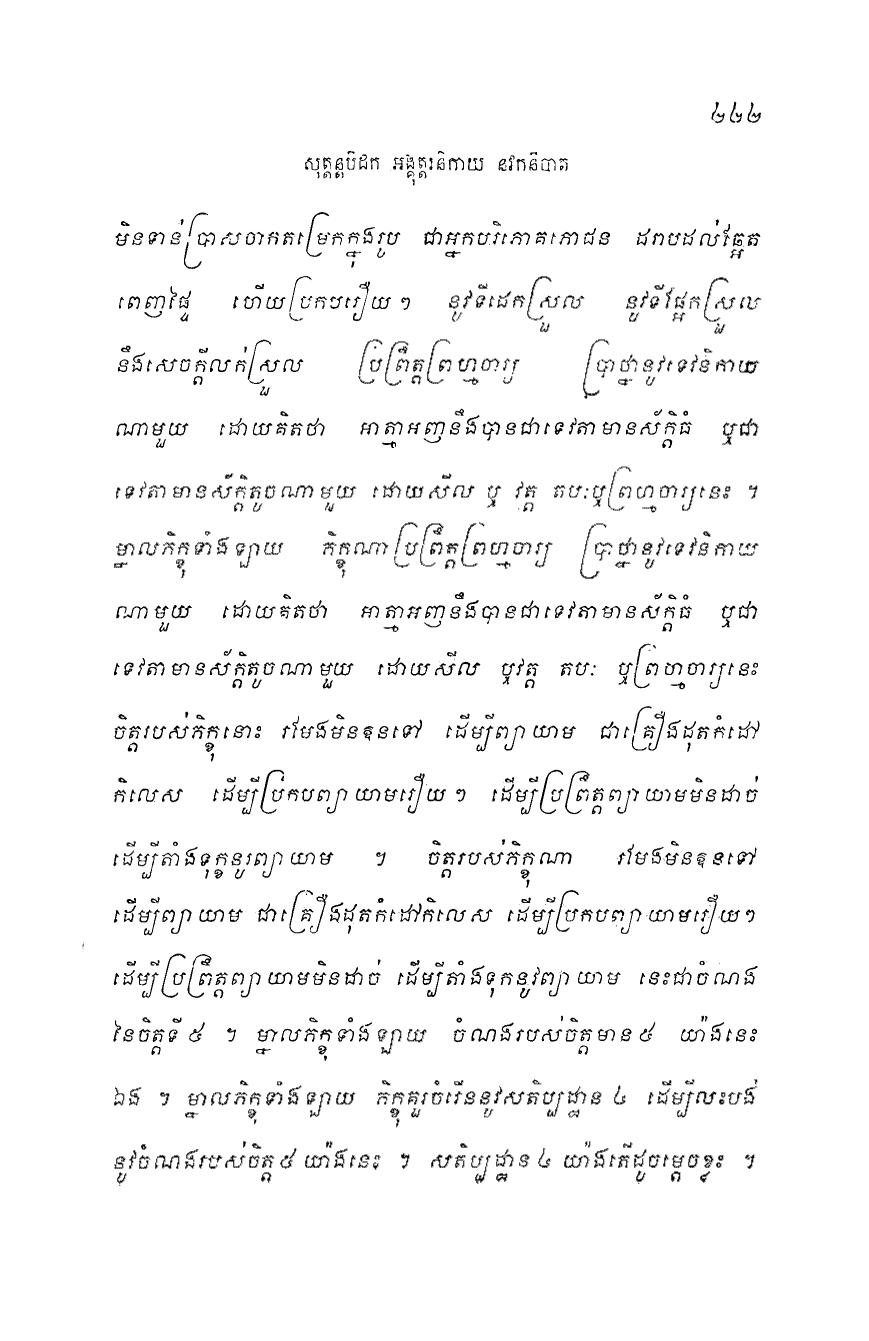 ៤៤២
សុត្តន្តបិដក អង្គុត្តរនិកាយ នវកនិបាត
មិនទាន់ប្រាសចាកតម្រេកក្នុងរូប ជាអ្នកបរិភោគភោជន ដរាបដល់ឆ្អែត
ពេញផ្ទៃ ហើយប្រកបរឿយ ៗ នូវទីដេកស្រួល នូវទីផ្អែកស្រួល
នឹងសេចក្តីលក់ស្រួល ប្រព្រឹត្តព្រហ្មចារ្យ ប្រាថ្នានូវទេវនិកាយ
ណាមួយ ដោយគិតថា អាត្មាអញនឹងបានជាទេវតាមានស័ក្តិធំ ឬជា
ទេវតាមានស័ក្តិតូចណាមួយ ដោយសីល ឬ វត្ត តបៈឬព្រហ្មចារ្យនេះ ។
ម្នាលភិក្ខុទាំងឡាយ ភិក្ខុណាប្រព្រឹត្តព្រហ្មចារ្យ ប្រាថ្នានូវទេវនិកាយ
ណាមួយ ដោយគិតថា អាត្មាអញនឹងបានជាទេវតាមានស័ក្តិធំ ឬជា
ទេវតាមានស័ក្តិតូចណាមួយ ដោយសីល ឬវត្ត តបៈ ឬព្រហ្មចារ្យនេះ
ចិត្តរបស់ភិក្ខុនោះ រមែងមិនឱនទៅ ដើម្បីព្យាយាម ជាគ្រឿងដុតកំដៅ
កិលេស ដើម្បីប្រកបព្យាយាមរឿយ ៗ ដើម្បីប្រព្រឹត្តព្យាយាមមិនដាច់
ដើម្បីតាំងទុក្ខនូវព្យាយាម ។ ចិត្តរបស់ភិក្ខុណា រមែងមិនឱនទៅ
ដើម្បីព្យាយាម ជាគ្រឿងដុតកំដៅកិលេស ដើម្បីប្រកបព្យាយាមរឿយៗ
ដើម្បីប្រព្រឹត្តព្យាយាមមិនដាច់ ដើម្បីតាំងទុកនូវព្យាយាម នេះជាចំណង
នៃចិត្តទី ៥ ។ ម្នាលភិក្ខុទាំងឡាយ ចំណងរបស់ចិត្តមាន ៥ យ៉ាងនេះ
ឯង ។ ម្នាលភិក្ខុទាំងឡាយ ភិក្ខុគួរចំរើននូវសតិប្បដ្ឋាន ៤ ដើម្បីលះបង់
នូវចំណងរបស់ចិត្ត ៥ យ៉ាងនេះ ។ សតិប្បដ្ឋាន ៤ យ៉ាងតើដូចម្តេចខ្លះ ។